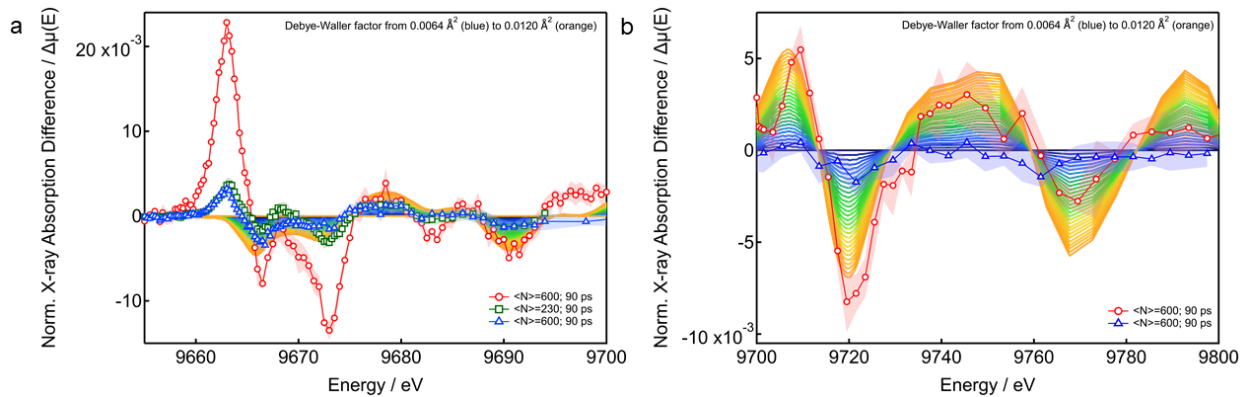 a
Debye-Waller factor from 0.0064 Å² (blue) to 0.0120 Å² (orange)
Norm. X-ray Absorption Difference / Δμ(E)
20 x10⁻³
10
0
-10
<N>=600; 90 ps
<N>=230; 90 ps
<N>=600; 90 ps
9660 9670 9680 9690 9700
Energy / eV
b
Debye-Waller factor from 0.0064 Å² (blue) to 0.0120 Å² (orange)
Norm. X-ray Absorption Difference / Δμ(E)
5
0
-5
-10 x10⁻³
<N>=600; 90 ps
<N>=600; 90 ps
9700 9720 9740 9760 9780 9800
Energy / eV